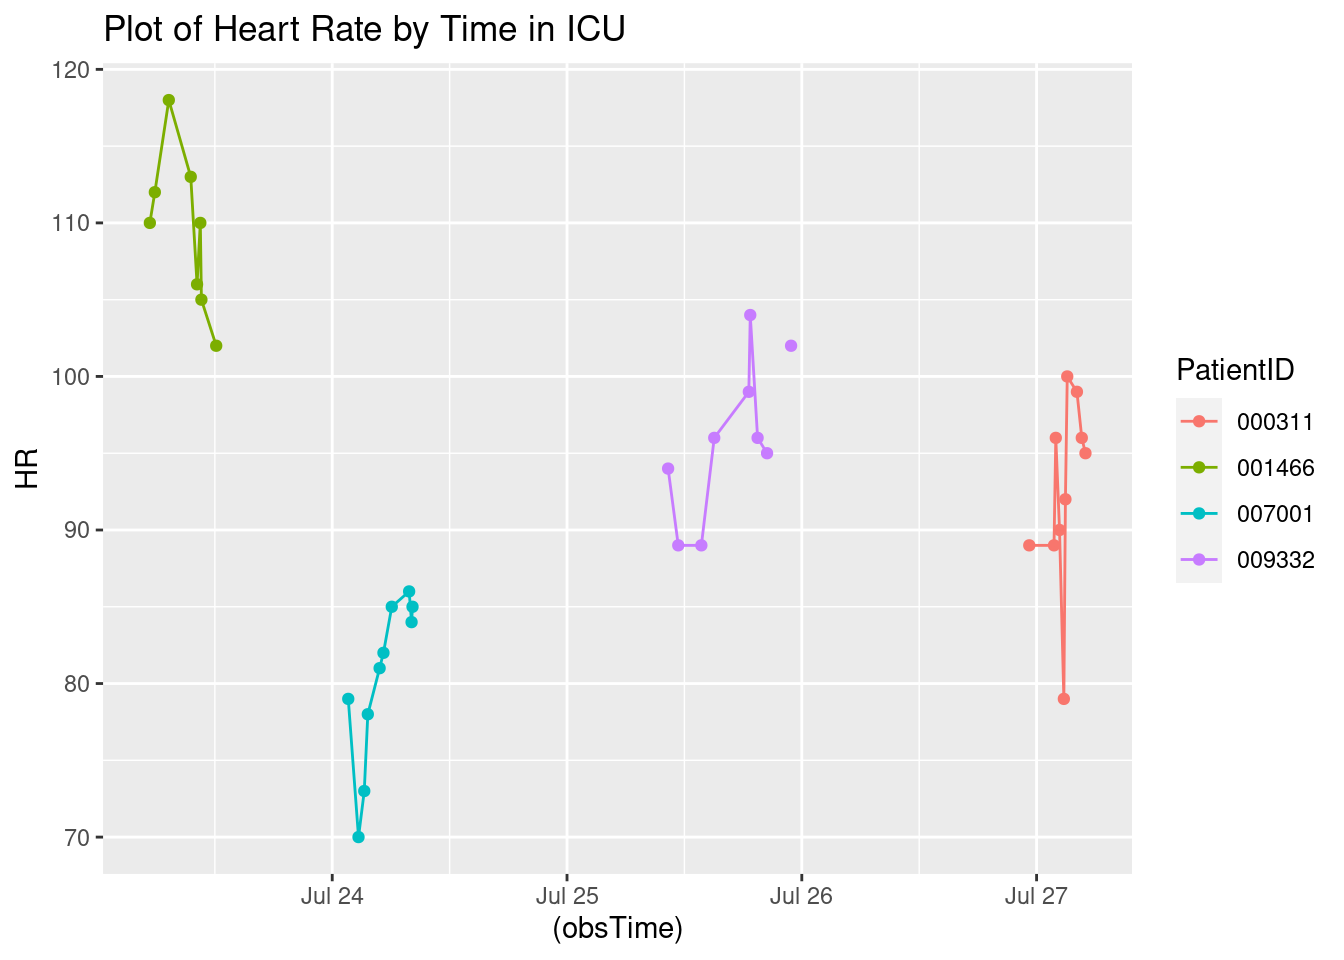 Plot of Heart Rate by Time in ICU
120
110
100
90
80
70
HR
Jul 24
Jul 25
Jul 26
Jul 27
(obsTime)
PatientID
000311
001466
007001
009332